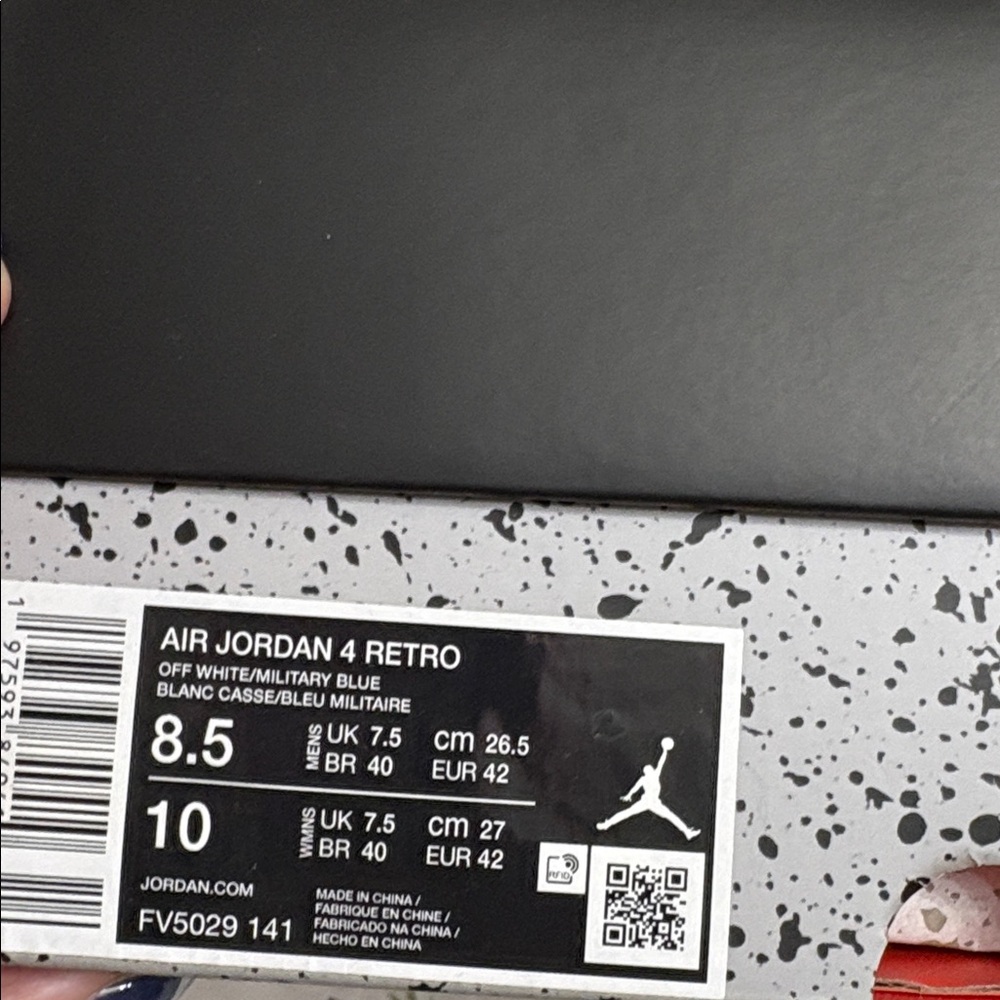 AIR JORDAN 4 RETRO
OFF WHITE/MILITARY BLUE
BLANC CASSE/BLEU MILITAIRE
8.5 MENS UK 7.5 cm 26.5
BR 40 EUR 42
10 WMNS UK 7.5 cm 27
BR 40 EUR 42
RFID
JORDAN.COM
FV5029 141
MADE IN CHINA /
FABRIQUE EN CHINE /
FABRICADO NA CHINA /
HECHO EN CHINA